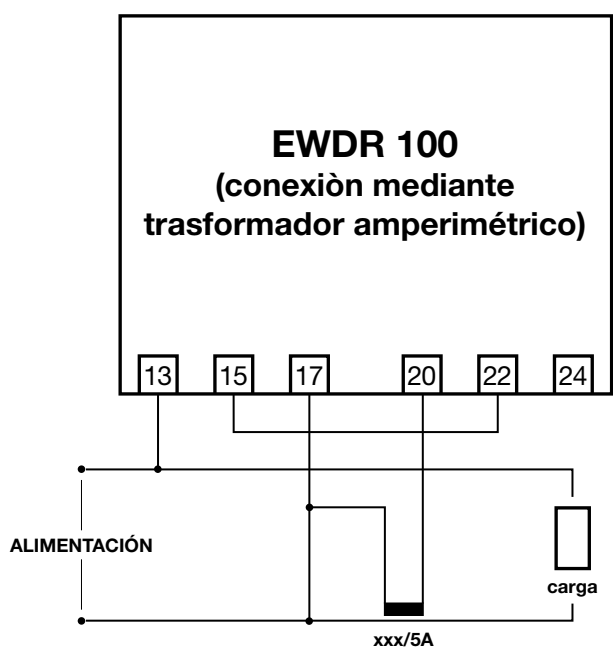 EWDR 100
(conexiòn mediante
trasformador amperimétrico)
13 15 17 20 22 24
ALIMENTACIÓN
carga
xxx/5A